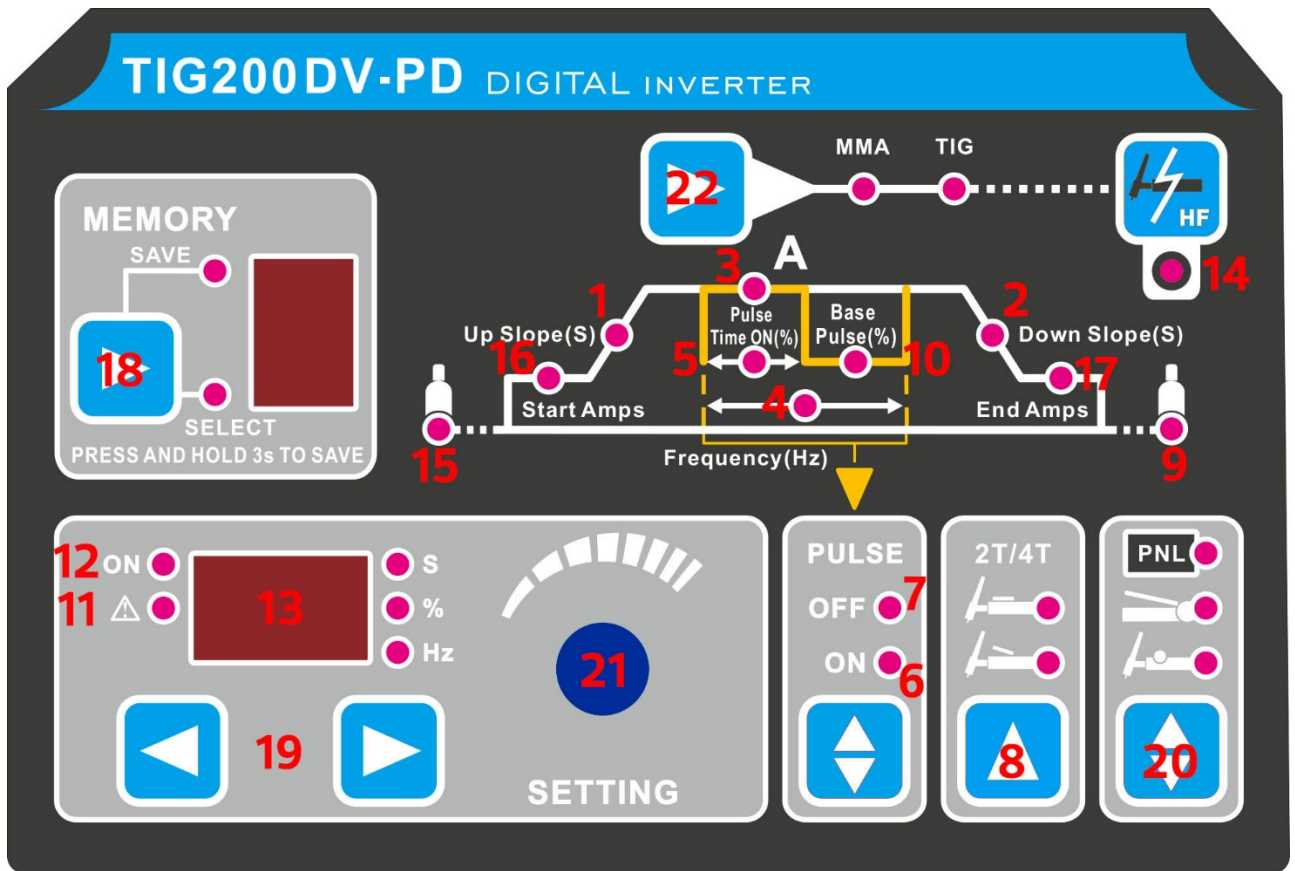 TIG200DV-PD DIGITAL INVERTER
MMA TIG
22
HF
14
MEMORY
SAVE
18
SELECT
PRESS AND HOLD 3s TO SAVE
A
3
1
2
Up Slope(S)
Pulse
Time ON(%)
Base
Pulse(%)
Down Slope(S)
16
5
10
17
Start Amps
4
End Amps
15
Frequency(Hz)
9
12 ON
S
11
13
%
Hz
21
19
SETTING
PULSE
OFF 7
ON 6
2T/4T
8
PNL
20